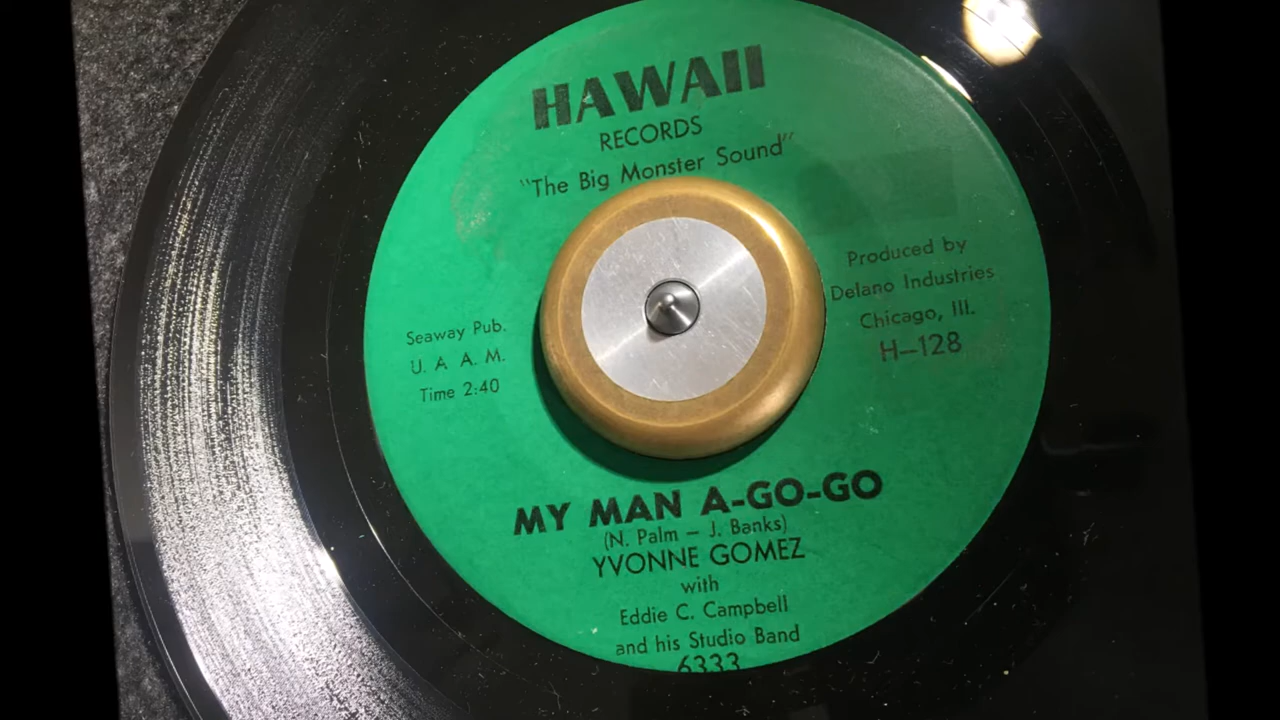 HAWAII
RECORDS
"The Big Monster Sound"
Seaway Pub.
U. A A. M.
Time 2:40
Produced by
Delano Industries
Chicago, Ill.
H-128
MY MAN A-GO-GO
(N. Palm - J. Banks)
YVONNE GOMEZ
with
Eddie C. Campbell
and his Studio Band
6333